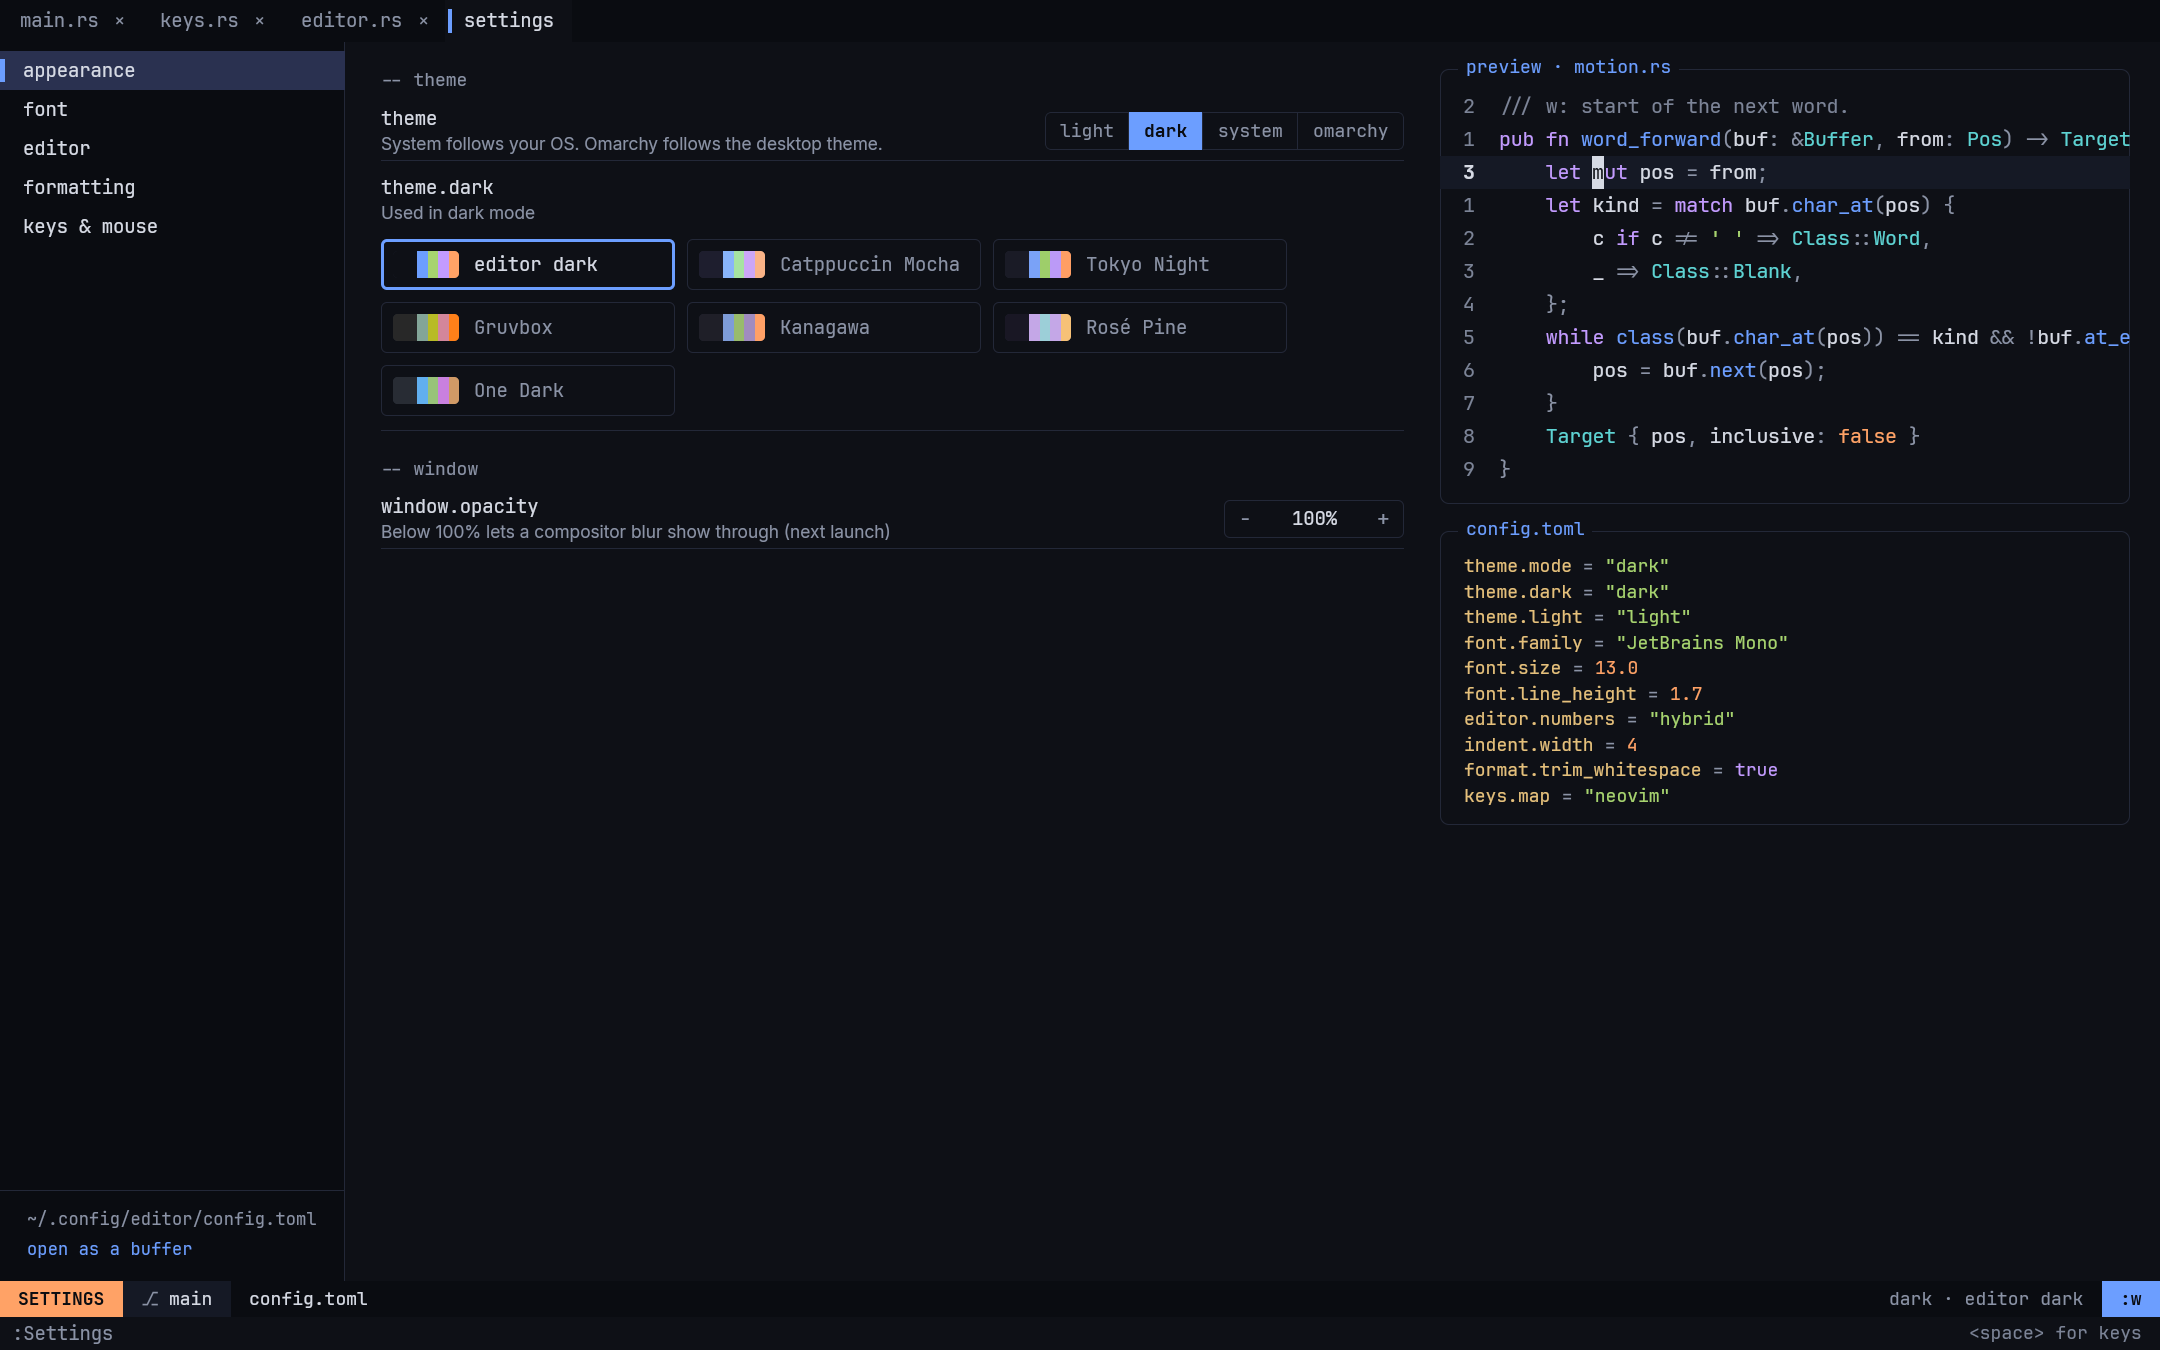 main.rs × keys.rs × editor.rs × settings
appearance
font
editor
formatting
keys & mouse
~/.config/editor/config.toml
open as a buffer
-- theme
theme
System follows your OS. Omarchy follows the desktop theme.
light dark system omarchy
theme.dark
Used in dark mode
editor dark Catppuccin Mocha Tokyo Night
Gruvbox Kanagawa Rosé Pine
One Dark
-- window
window.opacity
Below 100% lets a compositor blur show through (next launch)
- 100% +
preview · motion.rs
2 /// w: start of the next word.
1 pub fn word_forward(buf: &Buffer, from: Pos) -> Target
3 let mut pos = from;
1 let kind = match buf.char_at(pos) {
2 c if c != ' ' => Class::Word,
3 _ => Class::Blank,
4 };
5 while class(buf.char_at(pos)) == kind && !buf.at_e
6 pos = buf.next(pos);
7 }
8 Target { pos, inclusive: false }
9 }
config.toml
theme.mode = "dark"
theme.dark = "dark"
theme.light = "light"
font.family = "JetBrains Mono"
font.size = 13.0
font.line_height = 1.7
editor.numbers = "hybrid"
indent.width = 4
format.trim_whitespace = true
keys.map = "neovim"
SETTINGS ⎇ main config.toml dark · editor dark :w
:Settings <space> for keys